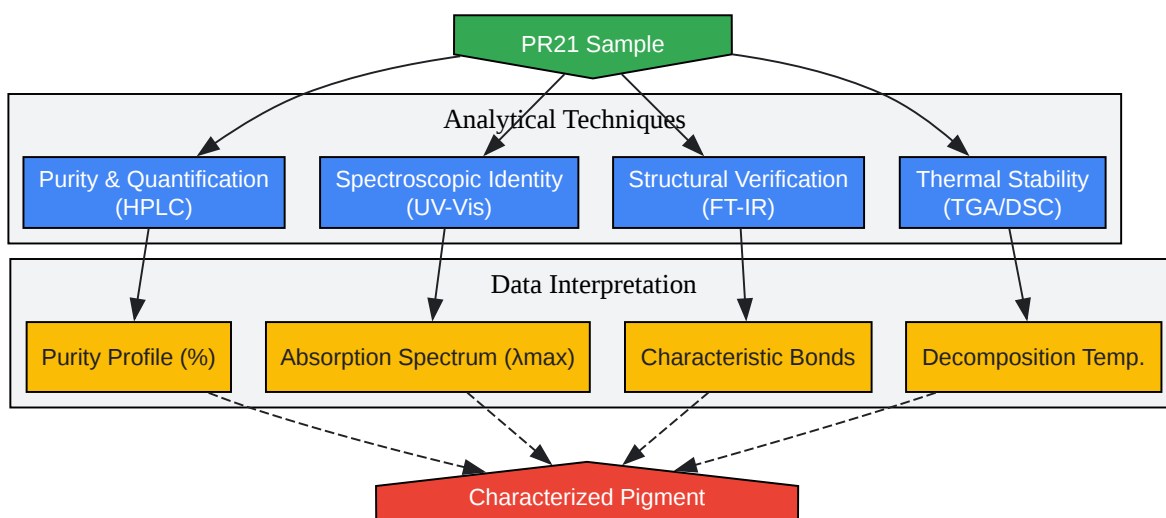 PR21 Sample
Analytical Techniques
Purity & Quantification
(HPLC)
Spectroscopic Identity
(UV-Vis)
Structural Verification
(FT-IR)
Thermal Stability
(TGA/DSC)
Data Interpretation
Purity Profile (%)
Absorption Spectrum (λmax)
Characteristic Bonds
Decomposition Temp.
Characterized Pigment